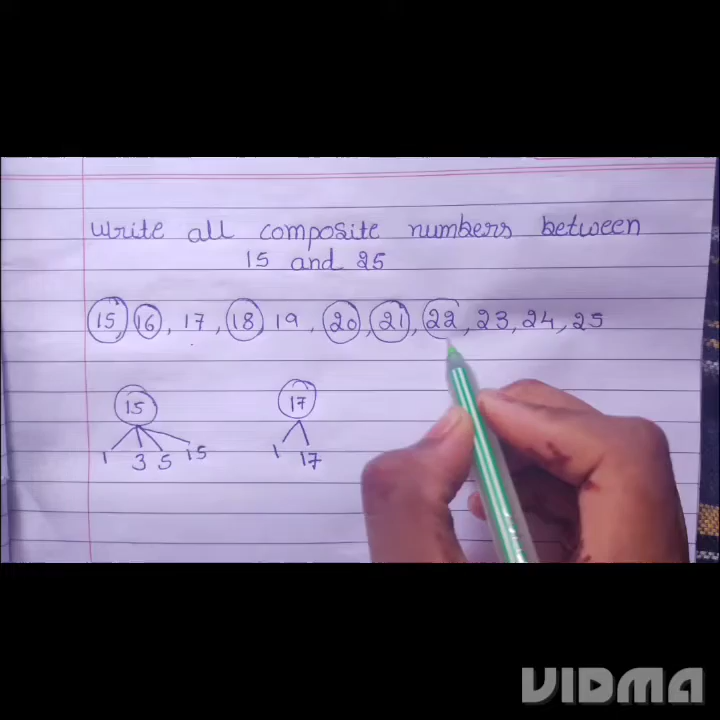 write all composite numbers between
15 and 25
15 16, 17, 18 19, 20, 21, 22, 23, 24, 25
15 17
1 3 5 15 1 17
VIDMA